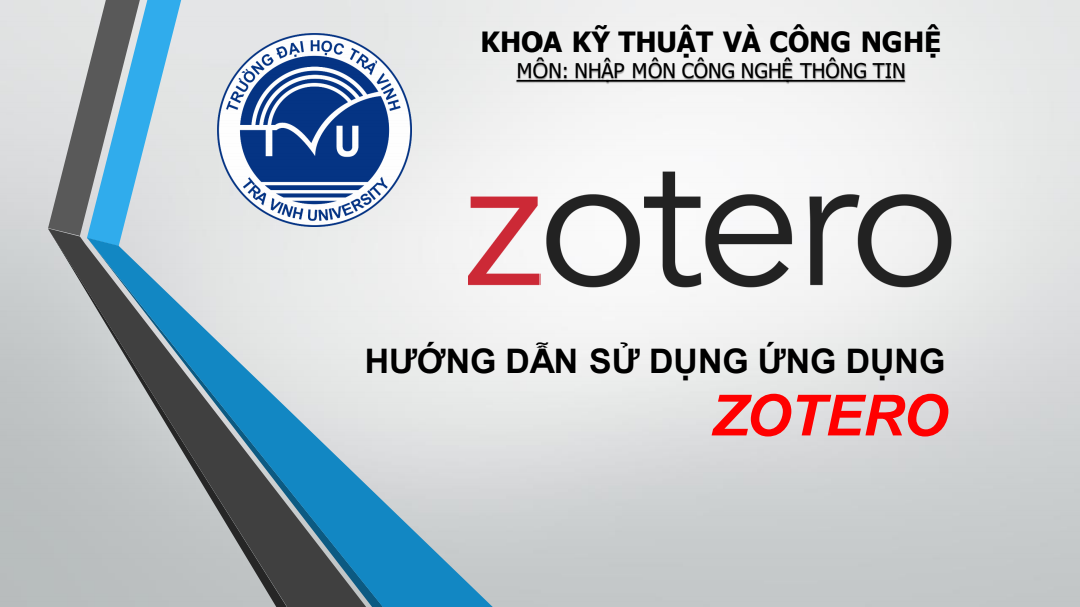 KHOA KỸ THUẬT VÀ CÔNG NGHỆ
MÔN: NHẬP MÔN CÔNG NGHỆ THÔNG TIN
TRƯỜNG ĐẠI HỌC TRÀ VINH
TVU
TRA VINH UNIVERSITY
zotero
HƯỚNG DẪN SỬ DỤNG ỨNG DỤNG
ZOTERO